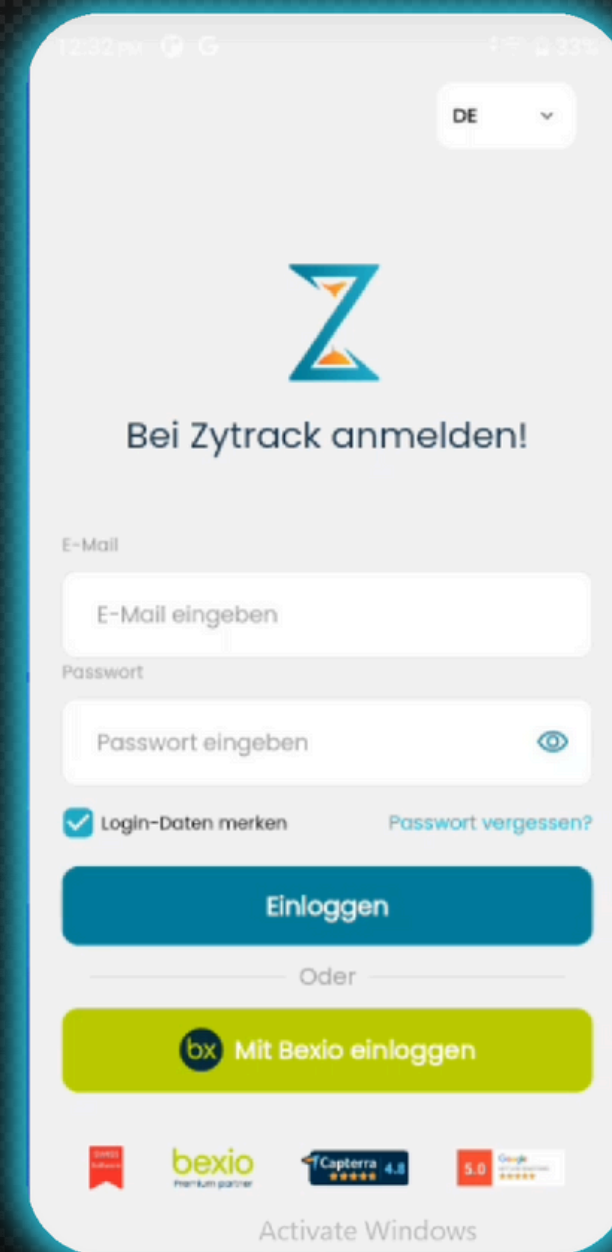 12:32 PM G 33%
DE
Bei Zytrack anmelden!
E-Mail
E-Mail eingeben
Passwort
Passwort eingeben
Login-Daten merken Passwort vergessen?
Einloggen
Oder
bx Mit Bexio einloggen
bexio Capterra 4.8 5.0 Google
Premium partner
Activate Windows